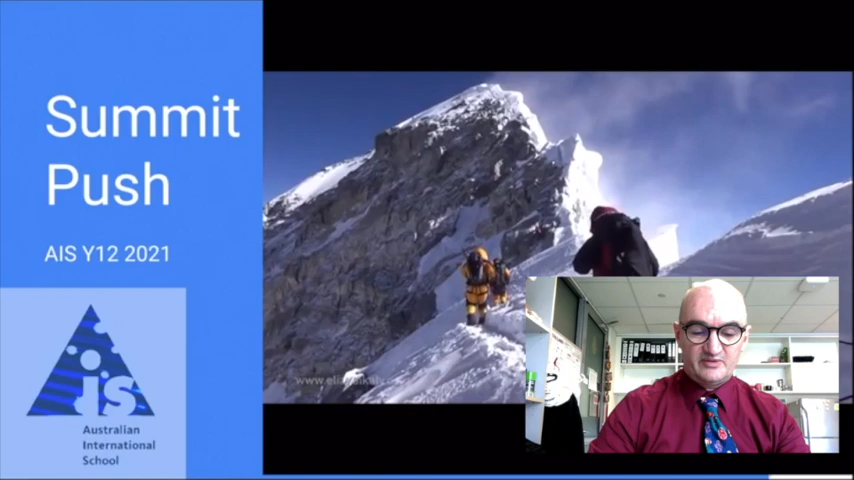 Summit
Push
AIS Y12 2021
is
Australian
International
School